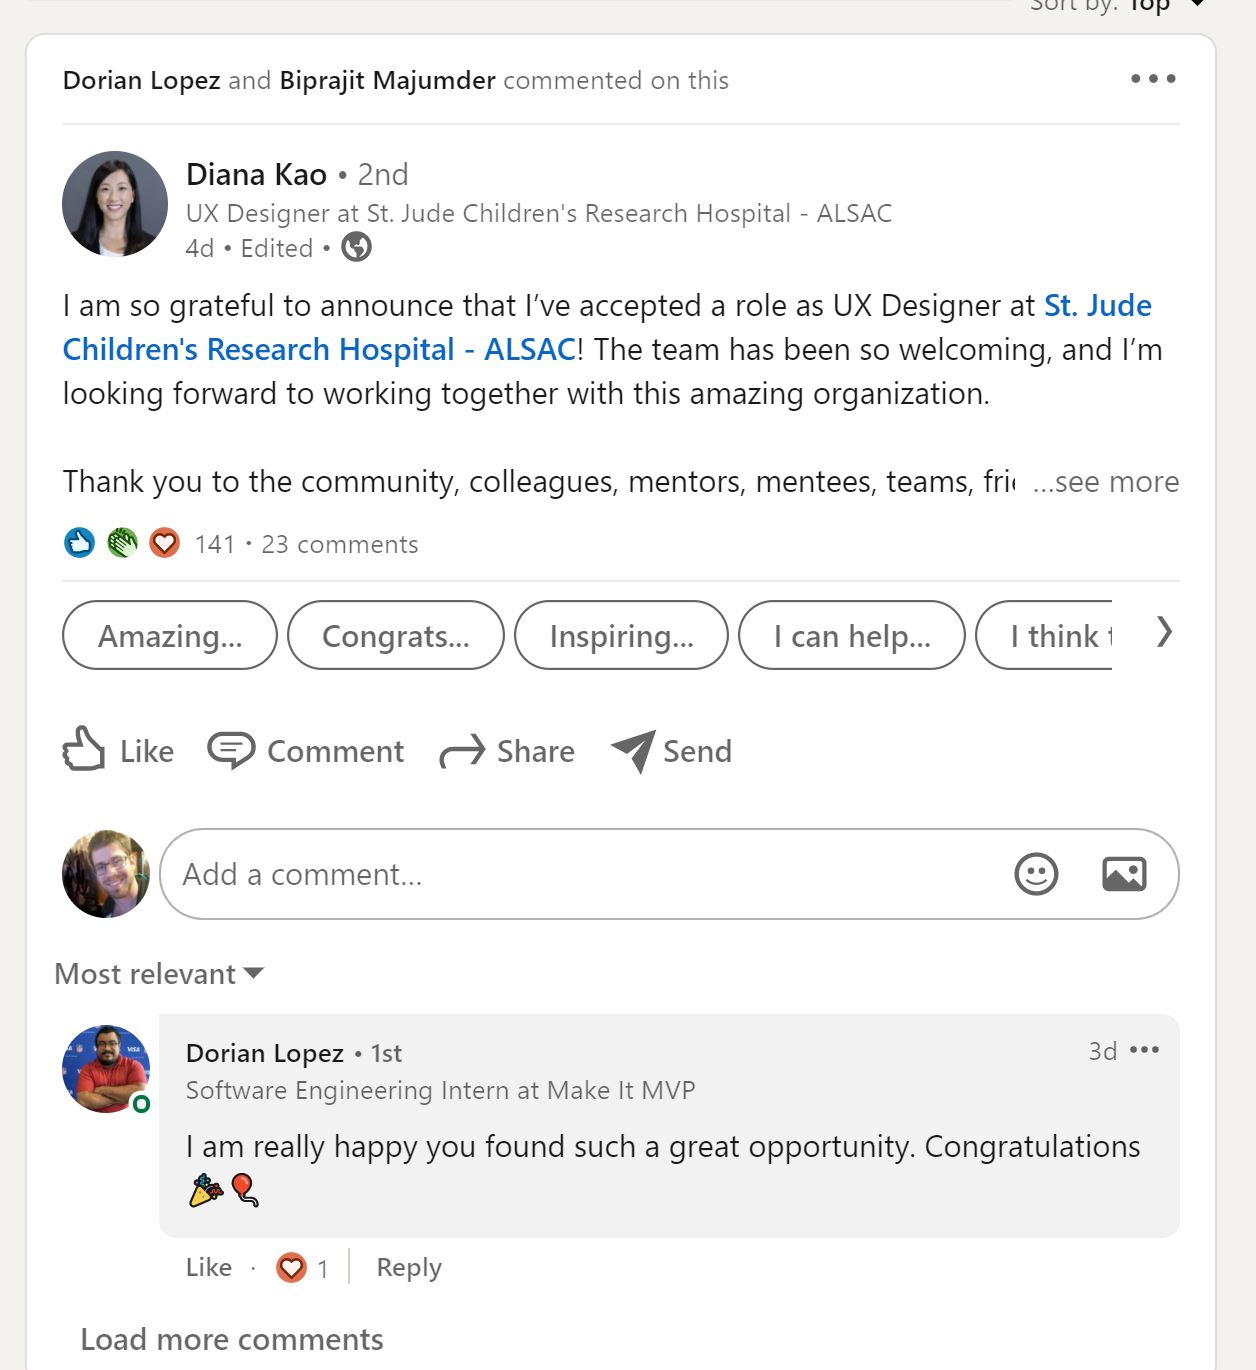 Sort by: Top
Dorian Lopez and Biprajit Majumder commented on this
Diana Kao • 2nd
UX Designer at St. Jude Children's Research Hospital - ALSAC
4d • Edited •
I am so grateful to announce that I’ve accepted a role as UX Designer at St. Jude
Children's Research Hospital - ALSAC! The team has been so welcoming, and I’m
looking forward to working together with this amazing organization.
Thank you to the community, colleagues, mentors, mentees, teams, ...see more
141 • 23 comments
Amazing... Congrats... Inspiring... I can help... I think
Like Comment Share Send
Add a comment...
Most relevant
Dorian Lopez • 1st 3d
Software Engineering Intern at Make It MVP
I am really happy you found such a great opportunity. Congratulations
🎉🎈
Like · 1 Reply
Load more comments